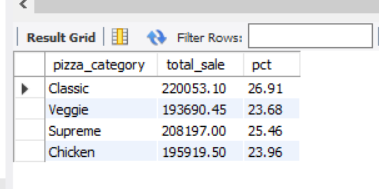 Result Grid Filter Rows:
pizza_category total_sale pct
Classic 220053.10 26.91
Veggie 193690.45 23.68
Supreme 208197.00 25.46
Chicken 195919.50 23.96